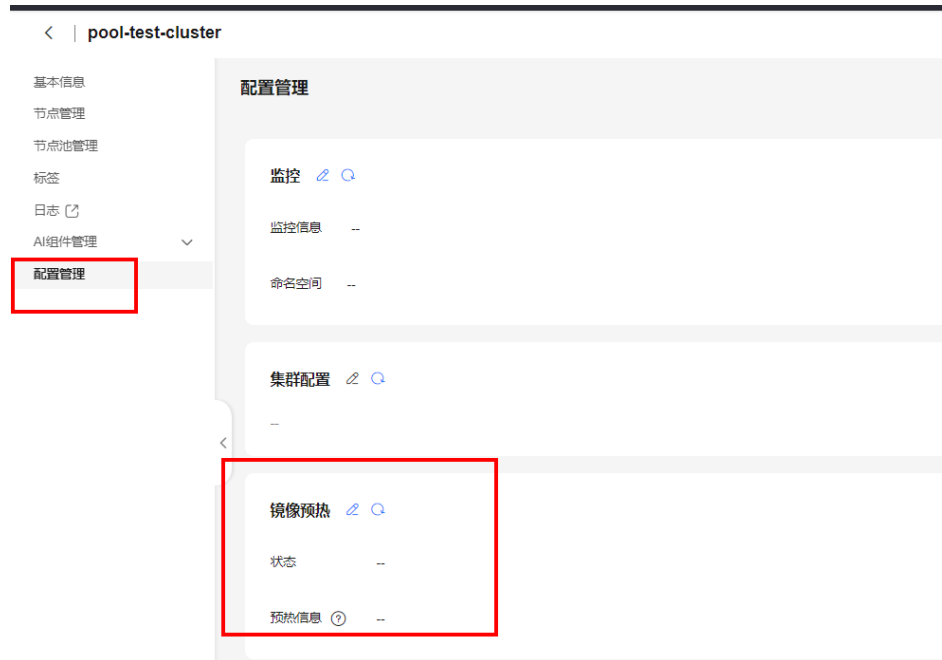 pool-test-cluster
基本信息
节点管理
节点池管理
标签
日志
AI组件管理
配置管理
配置管理
监控
监控信息 --
命名空间 --
集群配置
--
镜像预热
状态 --
预热信息 ? --